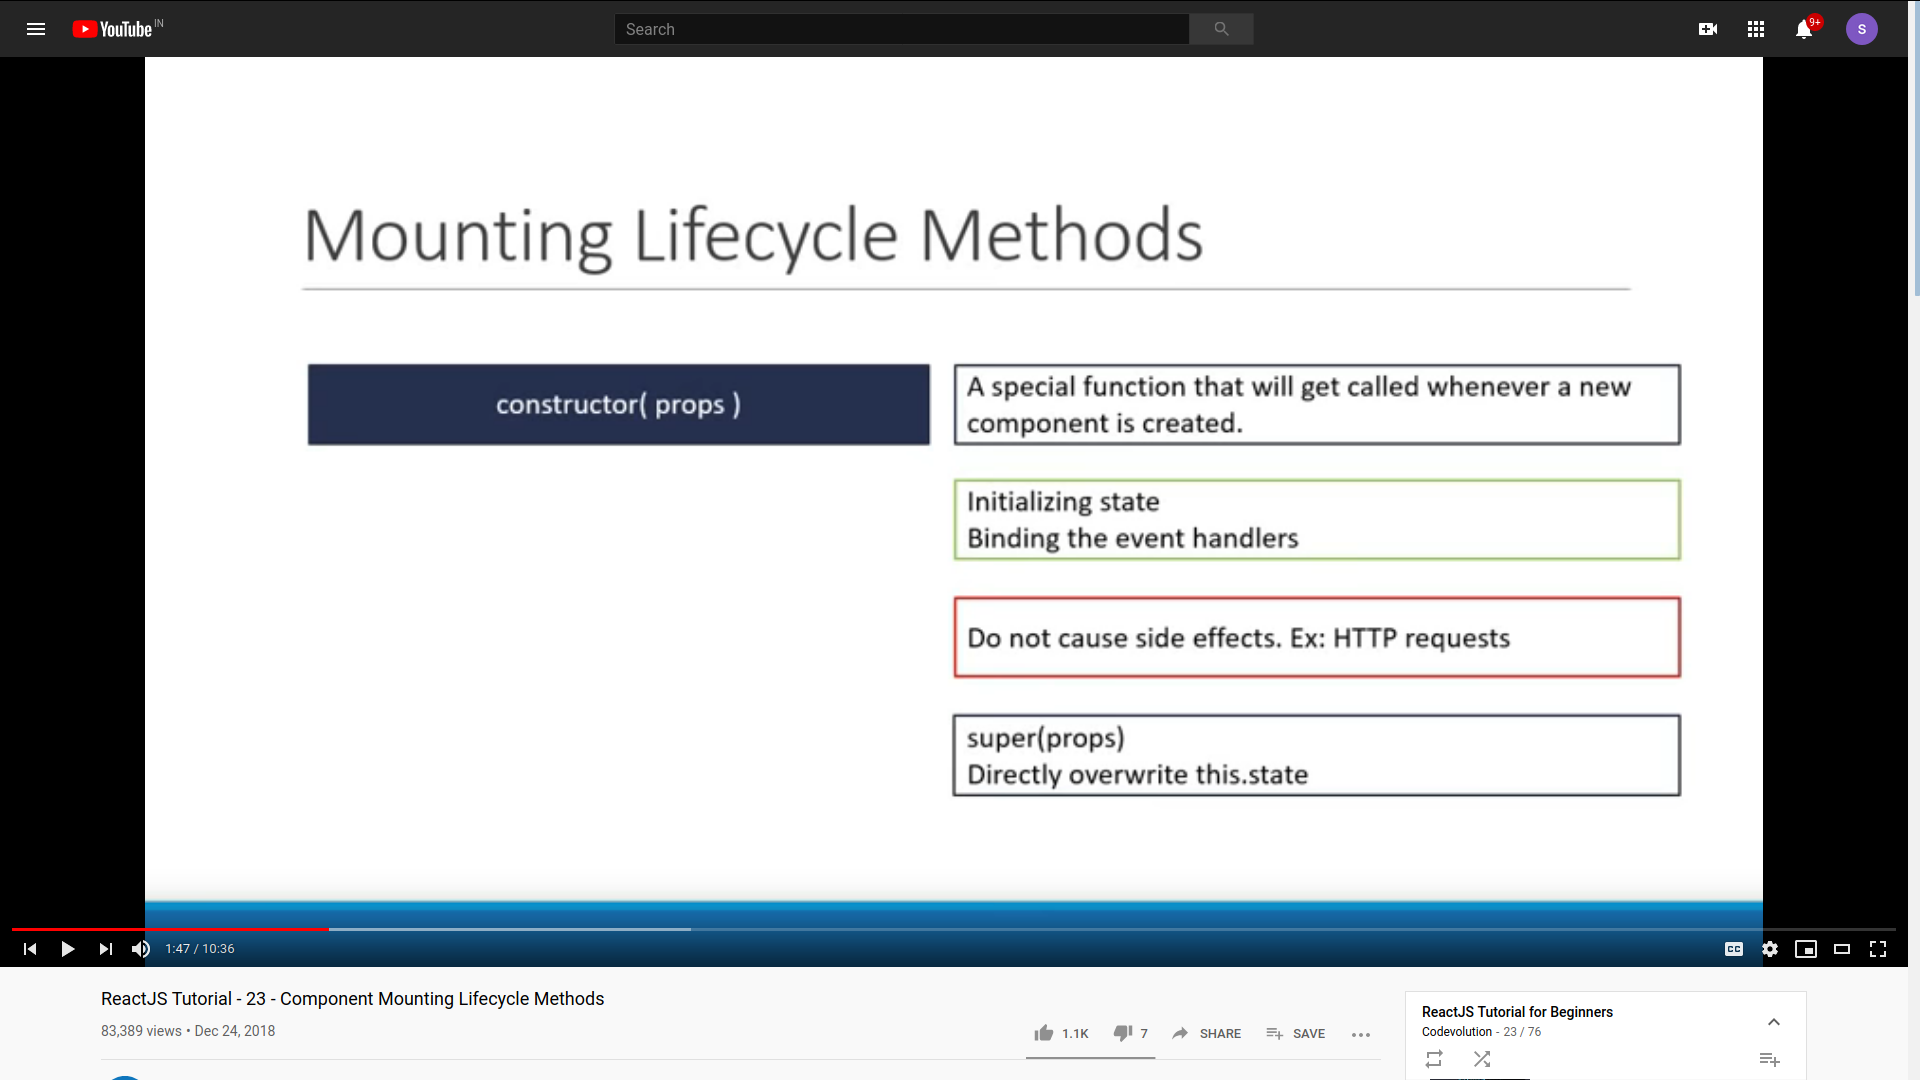 YouTube IN
Search
9+
S
Mounting Lifecycle Methods
constructor( props )
A special function that will get called whenever a new
component is created.
Initializing state
Binding the event handlers
Do not cause side effects. Ex: HTTP requests
super(props)
Directly overwrite this.state
1:47 / 10:36
CC
ReactJS Tutorial - 23 - Component Mounting Lifecycle Methods
83,389 views • Dec 24, 2018
1.1K
7
SHARE
SAVE
ReactJS Tutorial for Beginners
Codevolution - 23 / 76